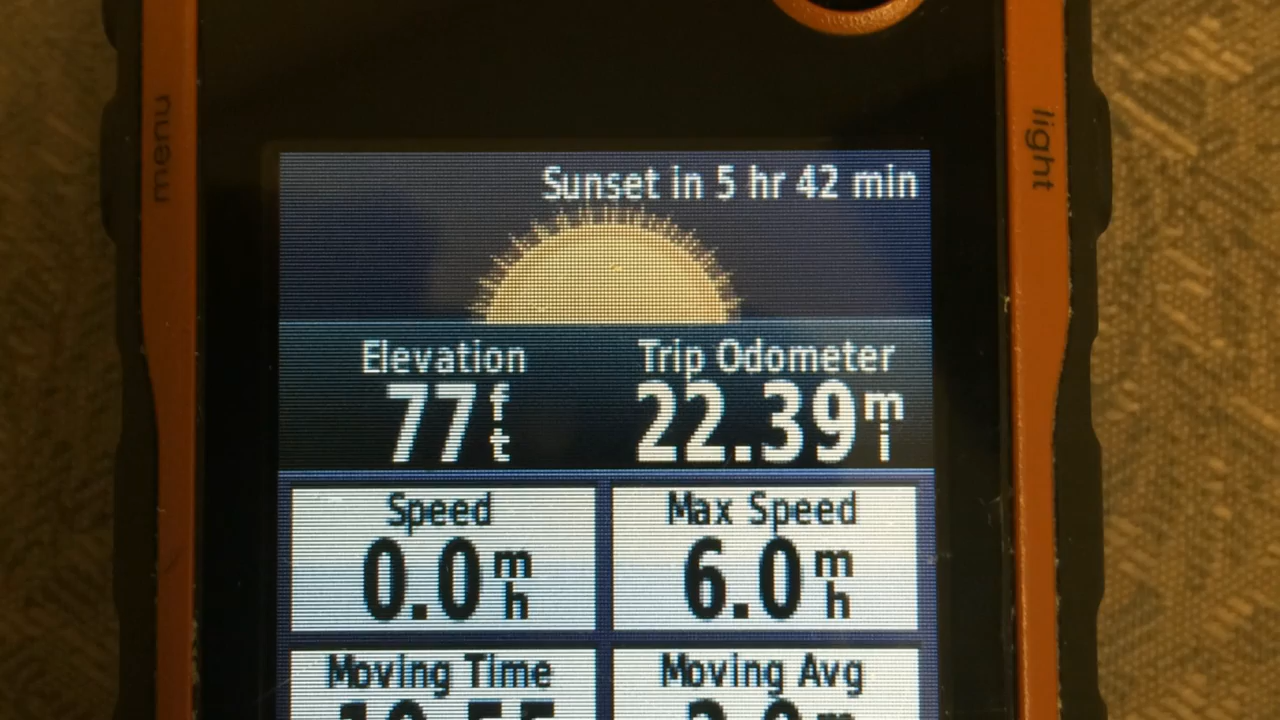 menu
light
Sunset in 5 hr 42 min
Elevation Trip Odometer
77 ft 22.39 mi
Speed Max Speed
0.0 mh 6.0 mh
Moving Time Moving Avg